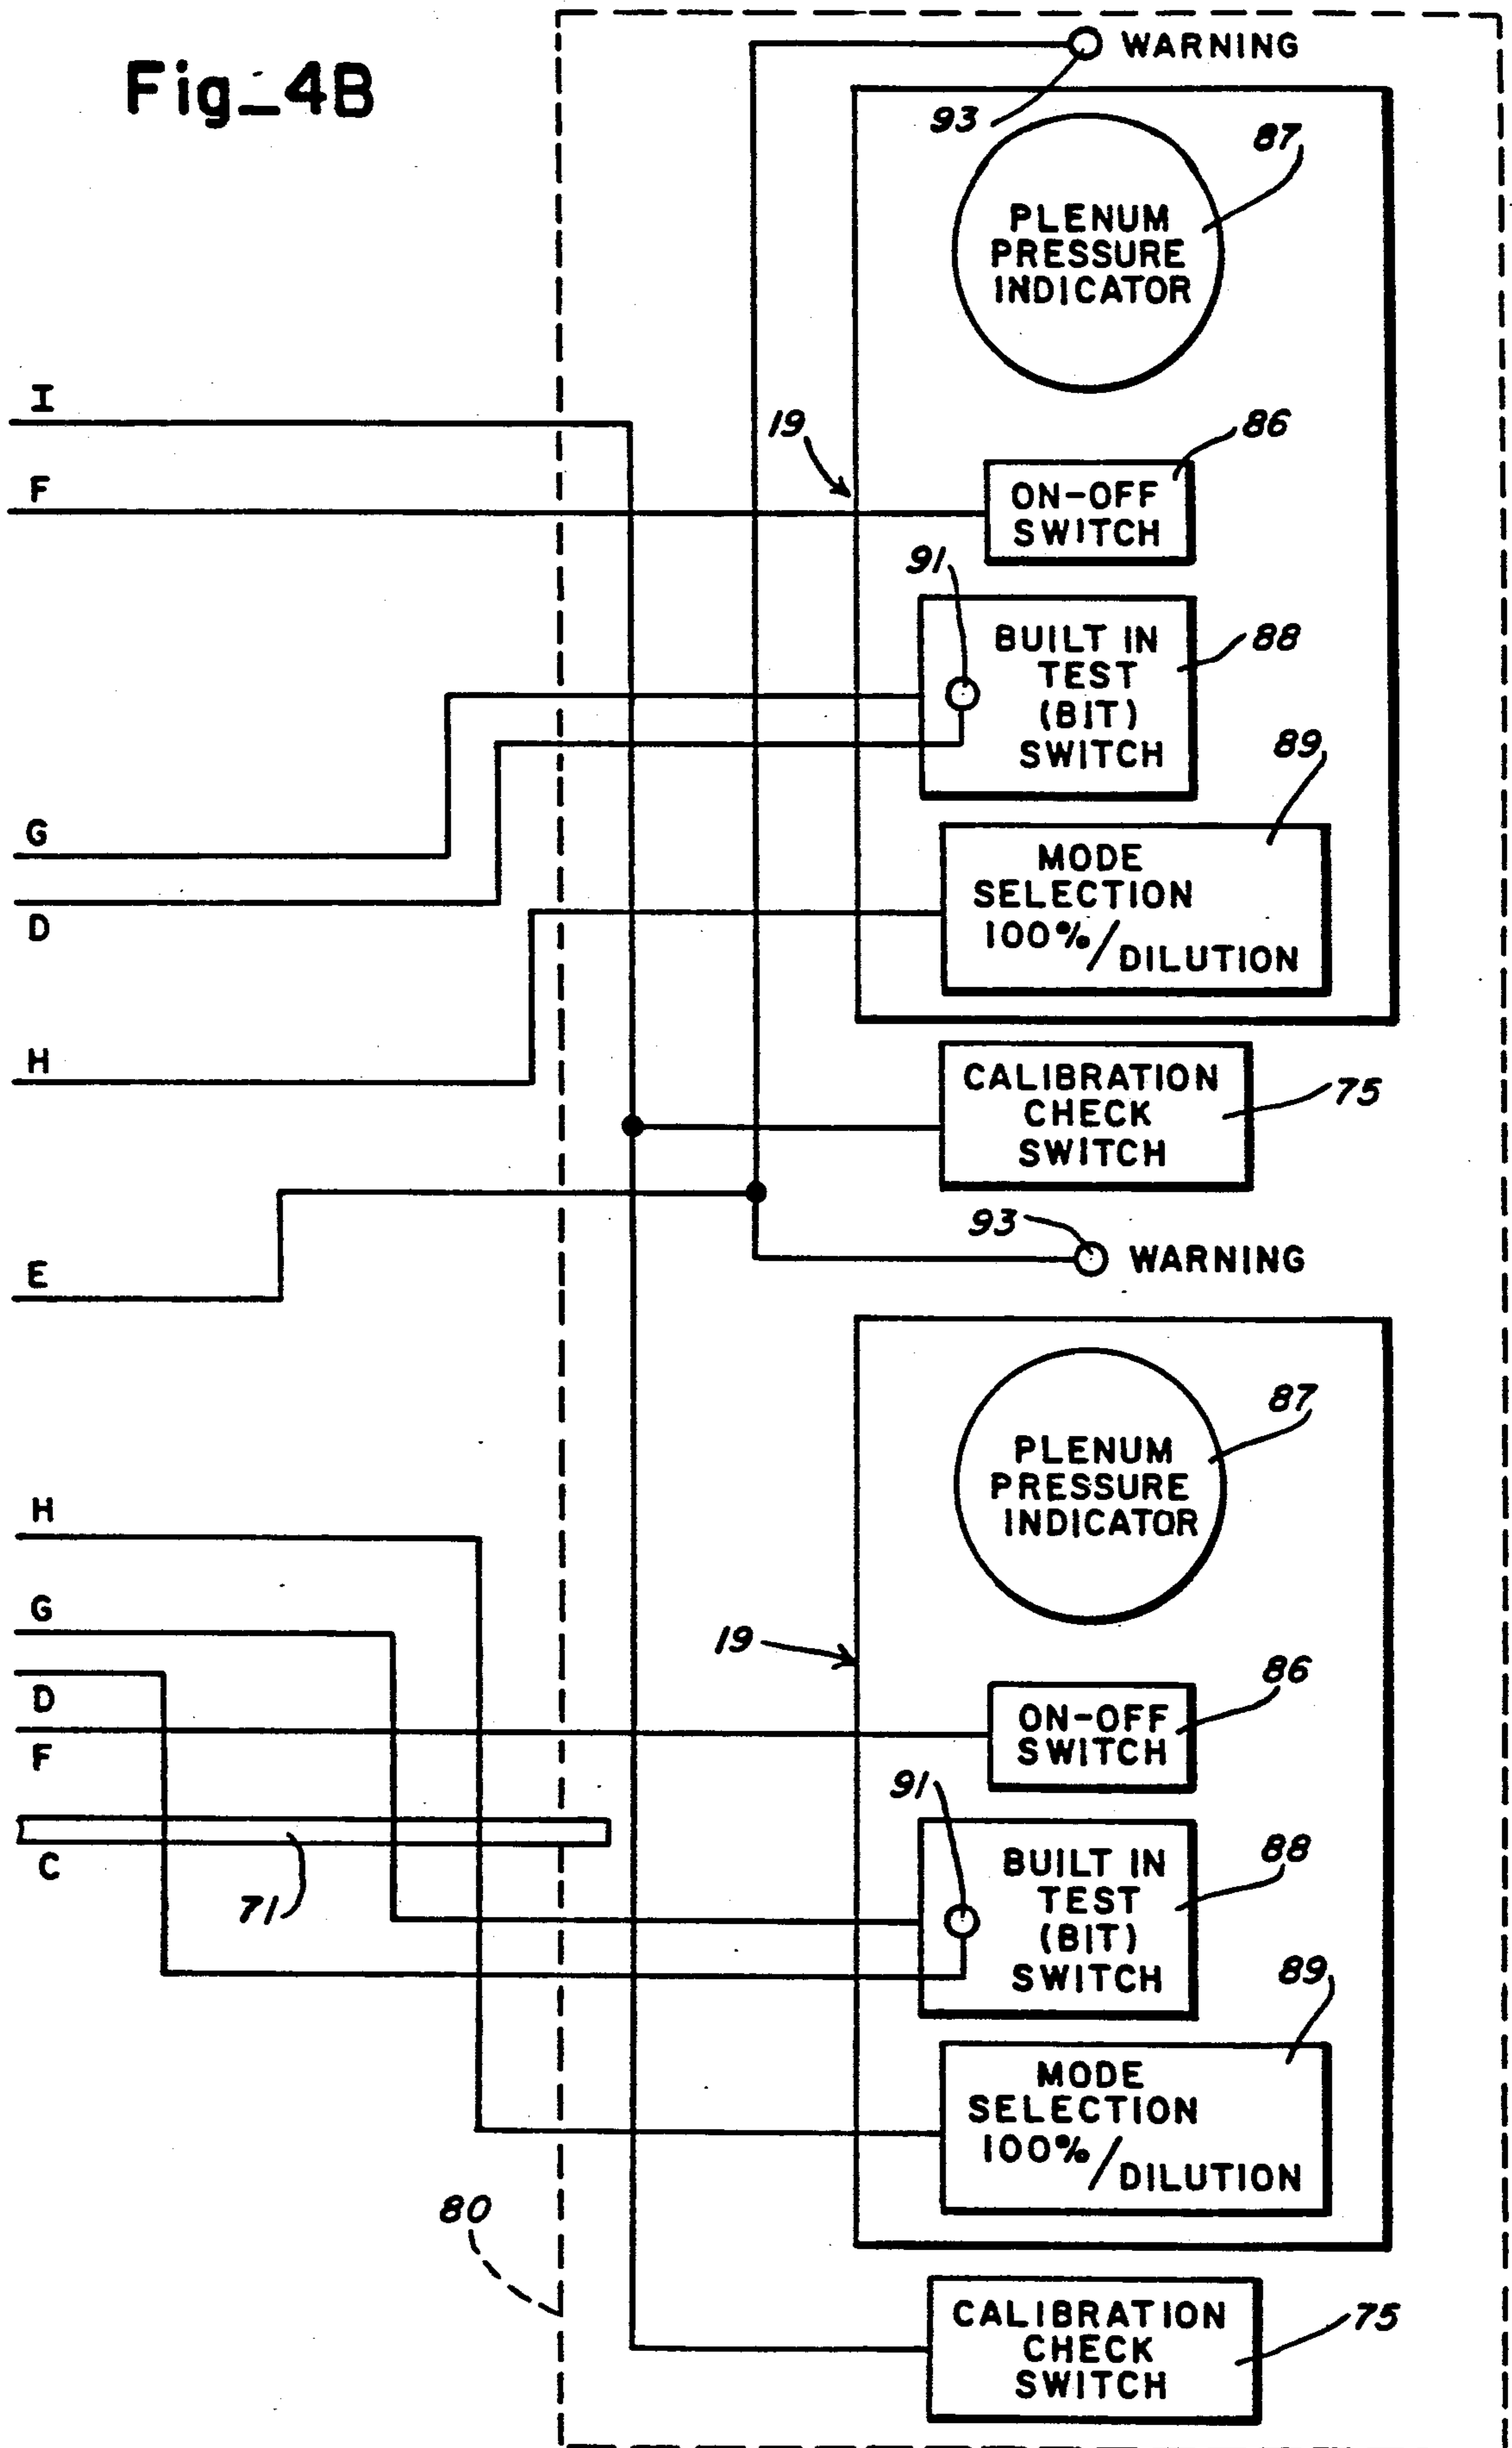 Fig_4B
WARNING
93
87
PLENUM
PRESSURE
INDICATOR
I
19
86
F
ON-OFF
SWITCH
91
BUILT IN
TEST
(BIT)
SWITCH
88
89
G
MODE
SELECTION
100%/DILUTION
D
H
CALIBRATION
CHECK
SWITCH
75
93
WARNING
E
87
PLENUM
PRESSURE
INDICATOR
H
G
19
86
D
ON-OFF
SWITCH
F
91
C
71
BUILT IN
TEST
(BIT)
SWITCH
88
89
MODE
SELECTION
100%/DILUTION
80
CALIBRATION
CHECK
SWITCH
75